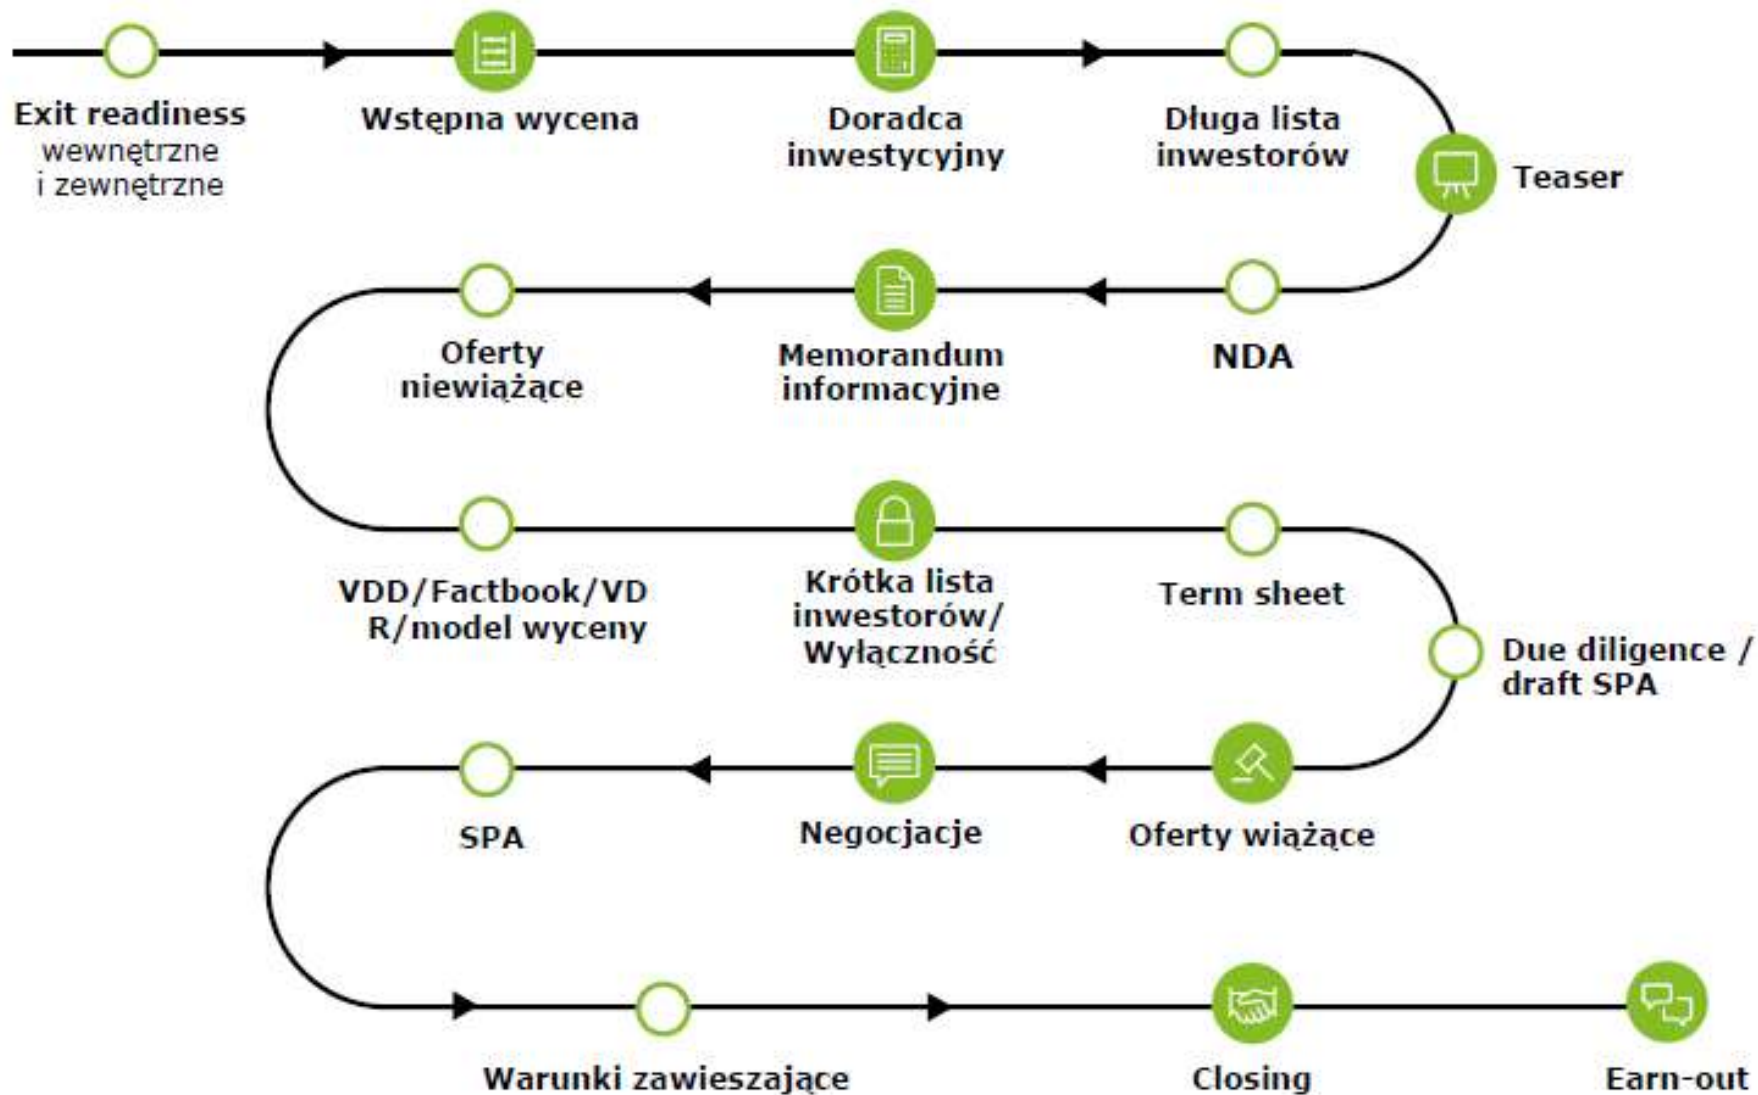 Exit readiness
wewnętrzne
i zewnętrzne
Wstępna wycena
Doradca
inwestycyjny
Długa lista
inwestorów
Teaser
NDA
Memorandum
informacyjne
Oferty
niewiążące
VDD/Factbook/VD
R/model wyceny
Krótka lista
inwestorów/
Wyłączność
Term sheet
Due diligence /
draft SPA
Oferty wiążące
Negocjacje
SPA
Warunki zawieszające
Closing
Earn-out